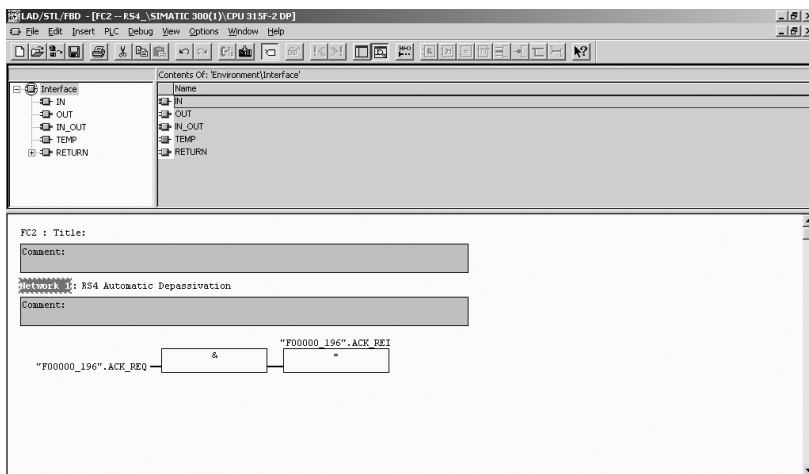 LAD/STL/FBD - [FC2 -- RS4_\SIMATIC 300(1)\CPU 315F-2 DP]
File Edit Insert PLC Debug View Options Window Help
Contents Of: 'Environment\Interface'
Interface
IN
OUT
IN_OUT
TEMP
RETURN
Name
IN
OUT
IN_OUT
TEMP
RETURN
FC2 : Title:
Comment:
Network 1: RS4 Automatic Depassivation
Comment:
"F00000_196".ACK_REI
& =
"F00000_196".ACK_REQ